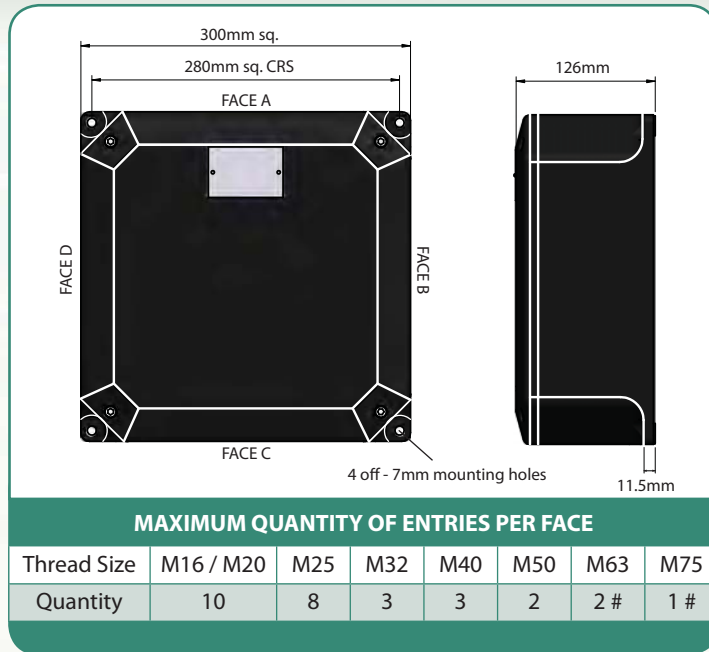 300mm sq.
280mm sq. CRS
126mm
FACE A
FACE D
FACE B
FACE C
4 off - 7mm mounting holes
11.5mm
MAXIMUM QUANTITY OF ENTRIES PER FACE
Thread Size M16 / M20 M25 M32 M40 M50 M63 M75
Quantity 10 8 3 3 2 2 # 1 #